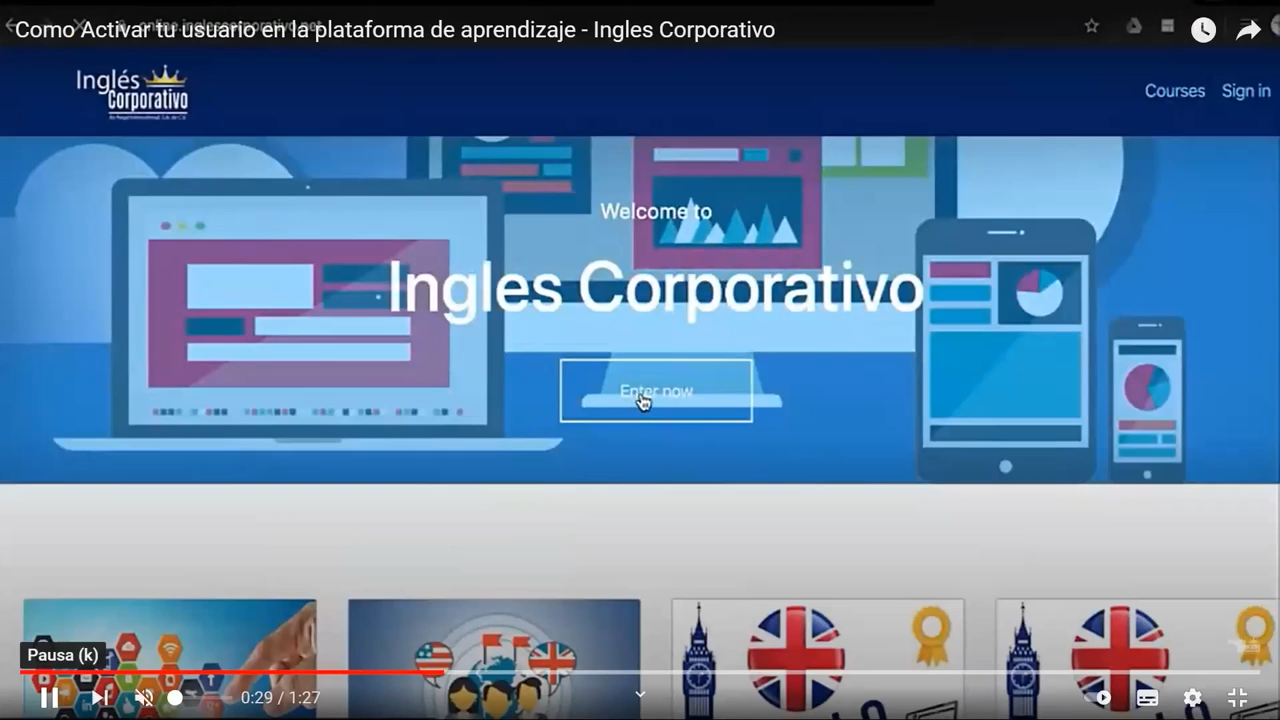 Como Activar tu usuario en la plataforma de aprendizaje - Ingles Corporativo
Inglés
Corporativo
Courses
Sign in
Welcome to
Ingles Corporativo
Enter now
Pausa (k)
0:29 / 1:27